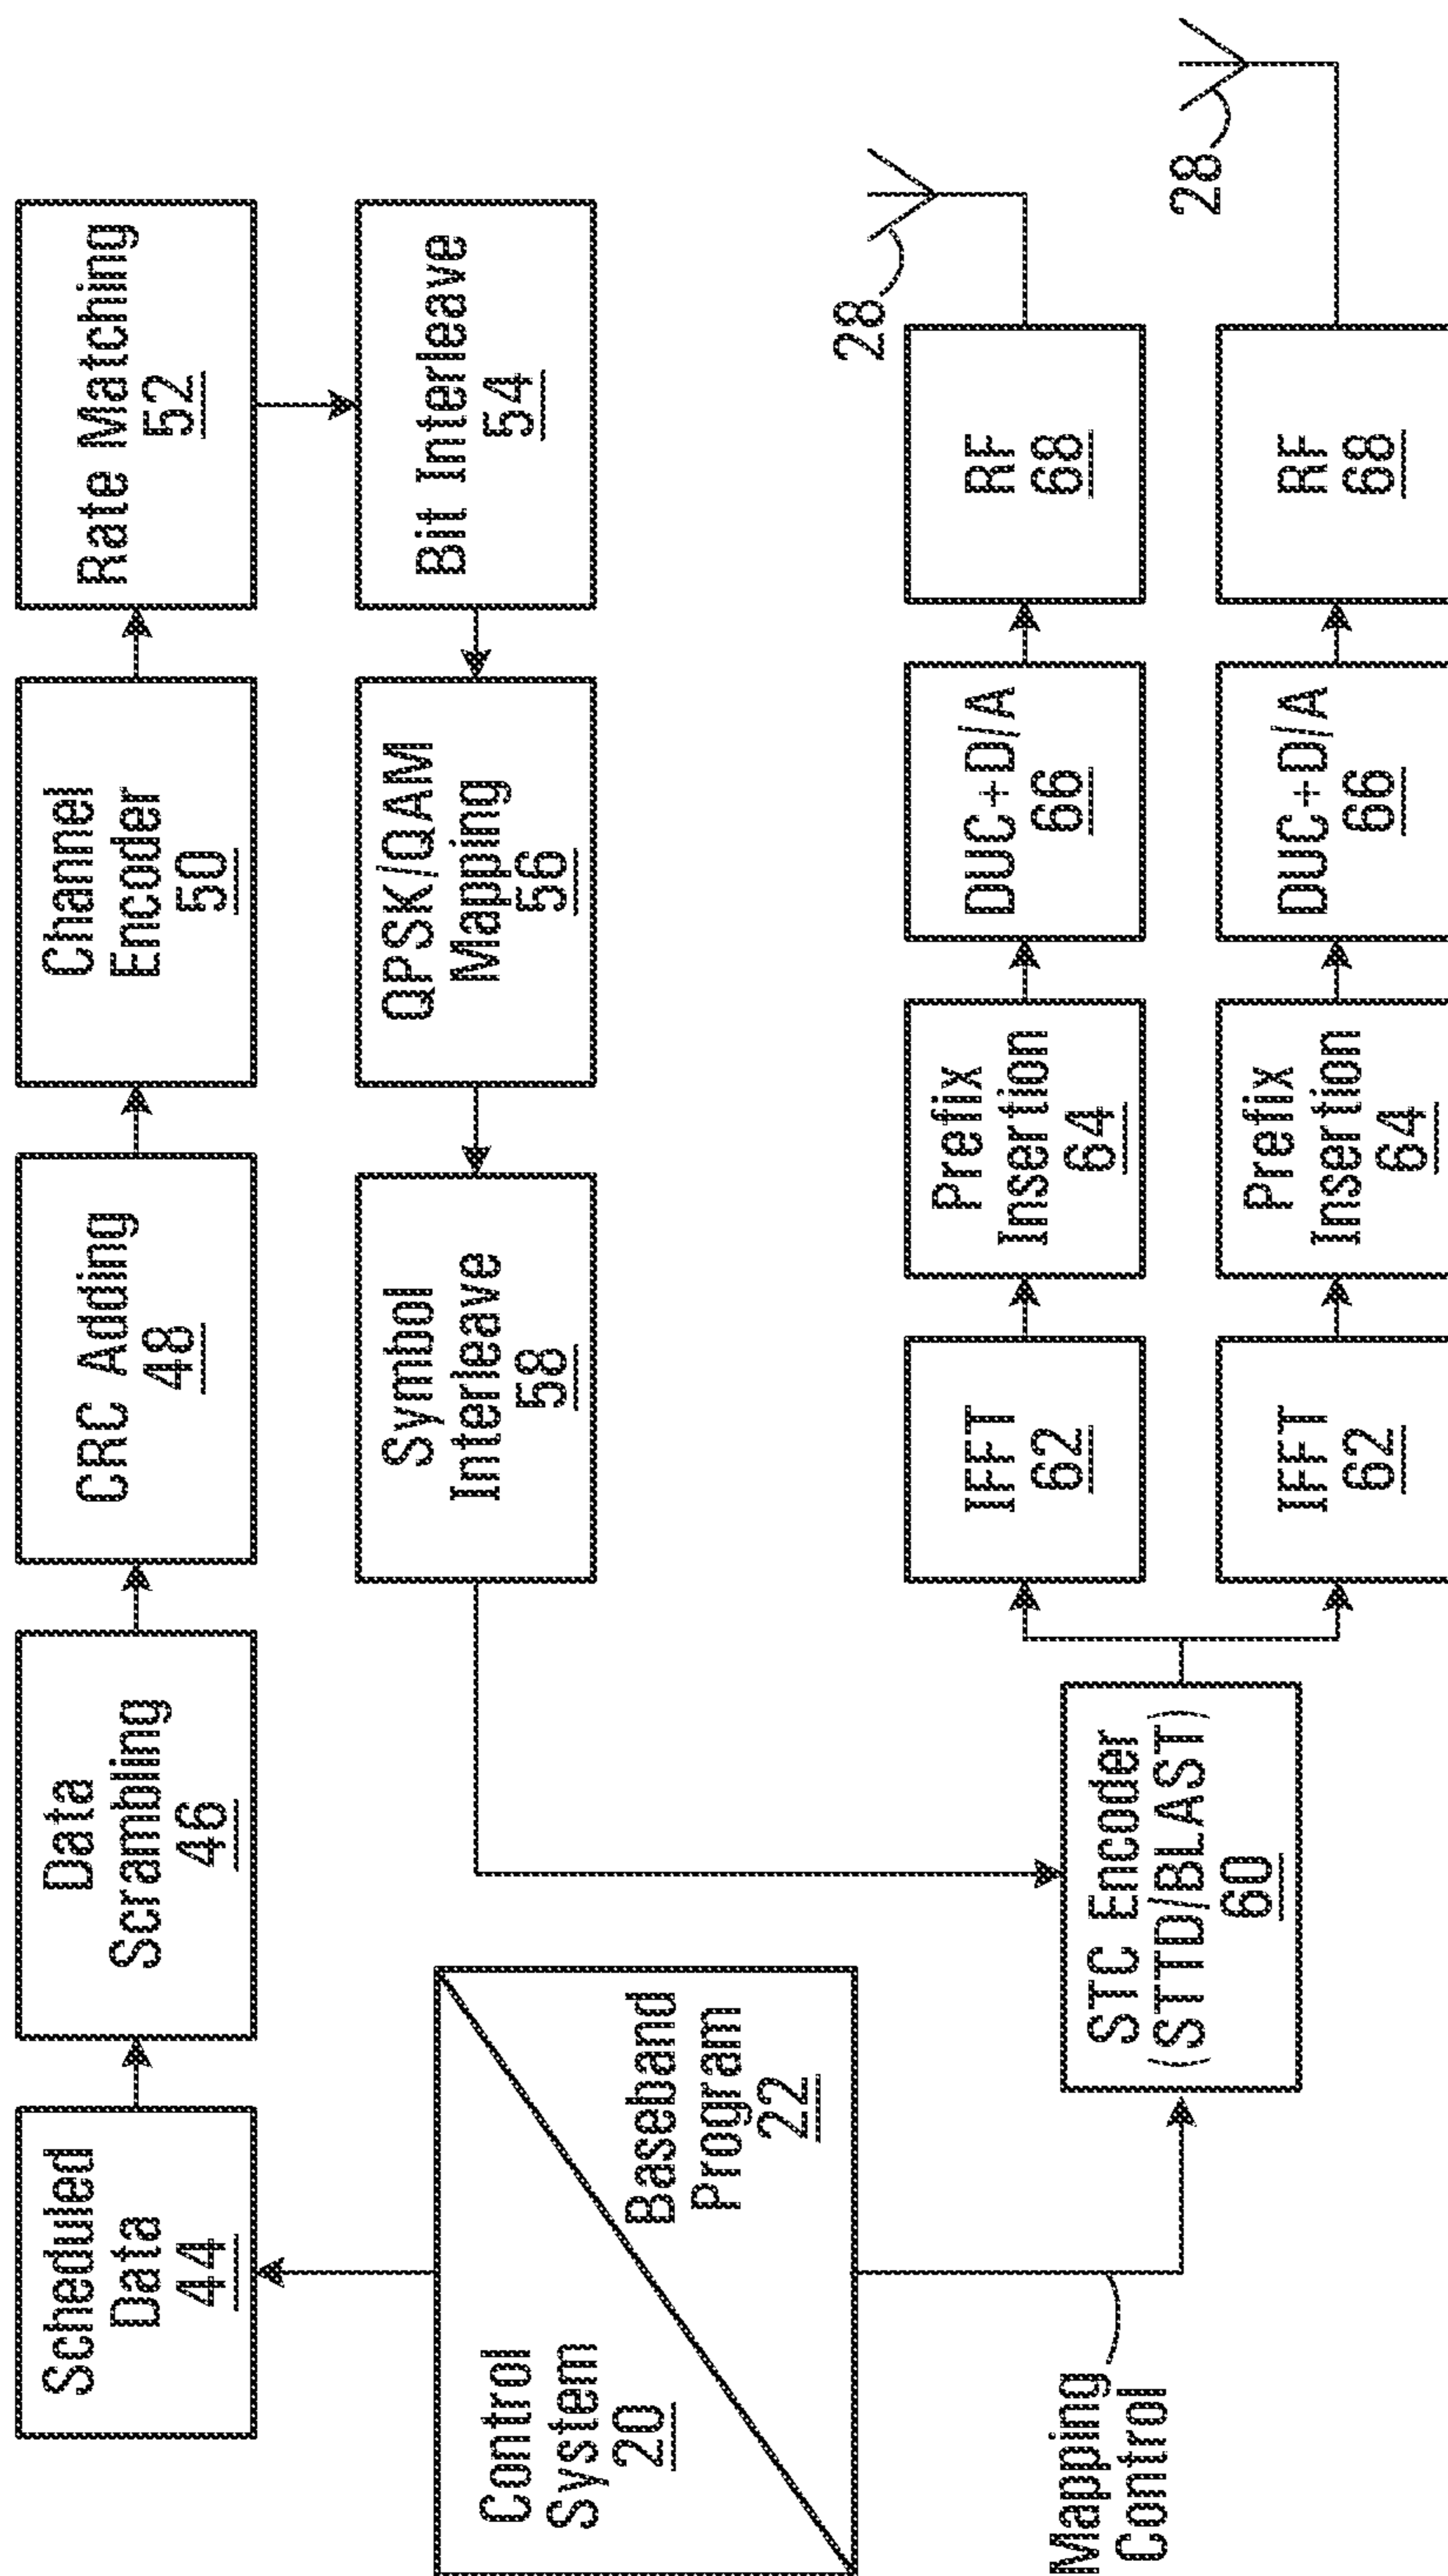 Scheduled
Data
44
Data
Scrambling
46
CRC Adding
48
Channel
Encoder
50
Rate Matching
52
Control
System
20
Baseband
Program
22
Symbol
Interleave
58
QPSK/QAM
Mapping
56
Bit Interleave
54
Mapping
Control
STC Encoder
(STTD/BLAST)
60
IFFT
62
Prefix
Insertion
64
DUC+D/A
66
RF
68
28
IFFT
62
Prefix
Insertion
64
DUC+D/A
66
RF
68
28